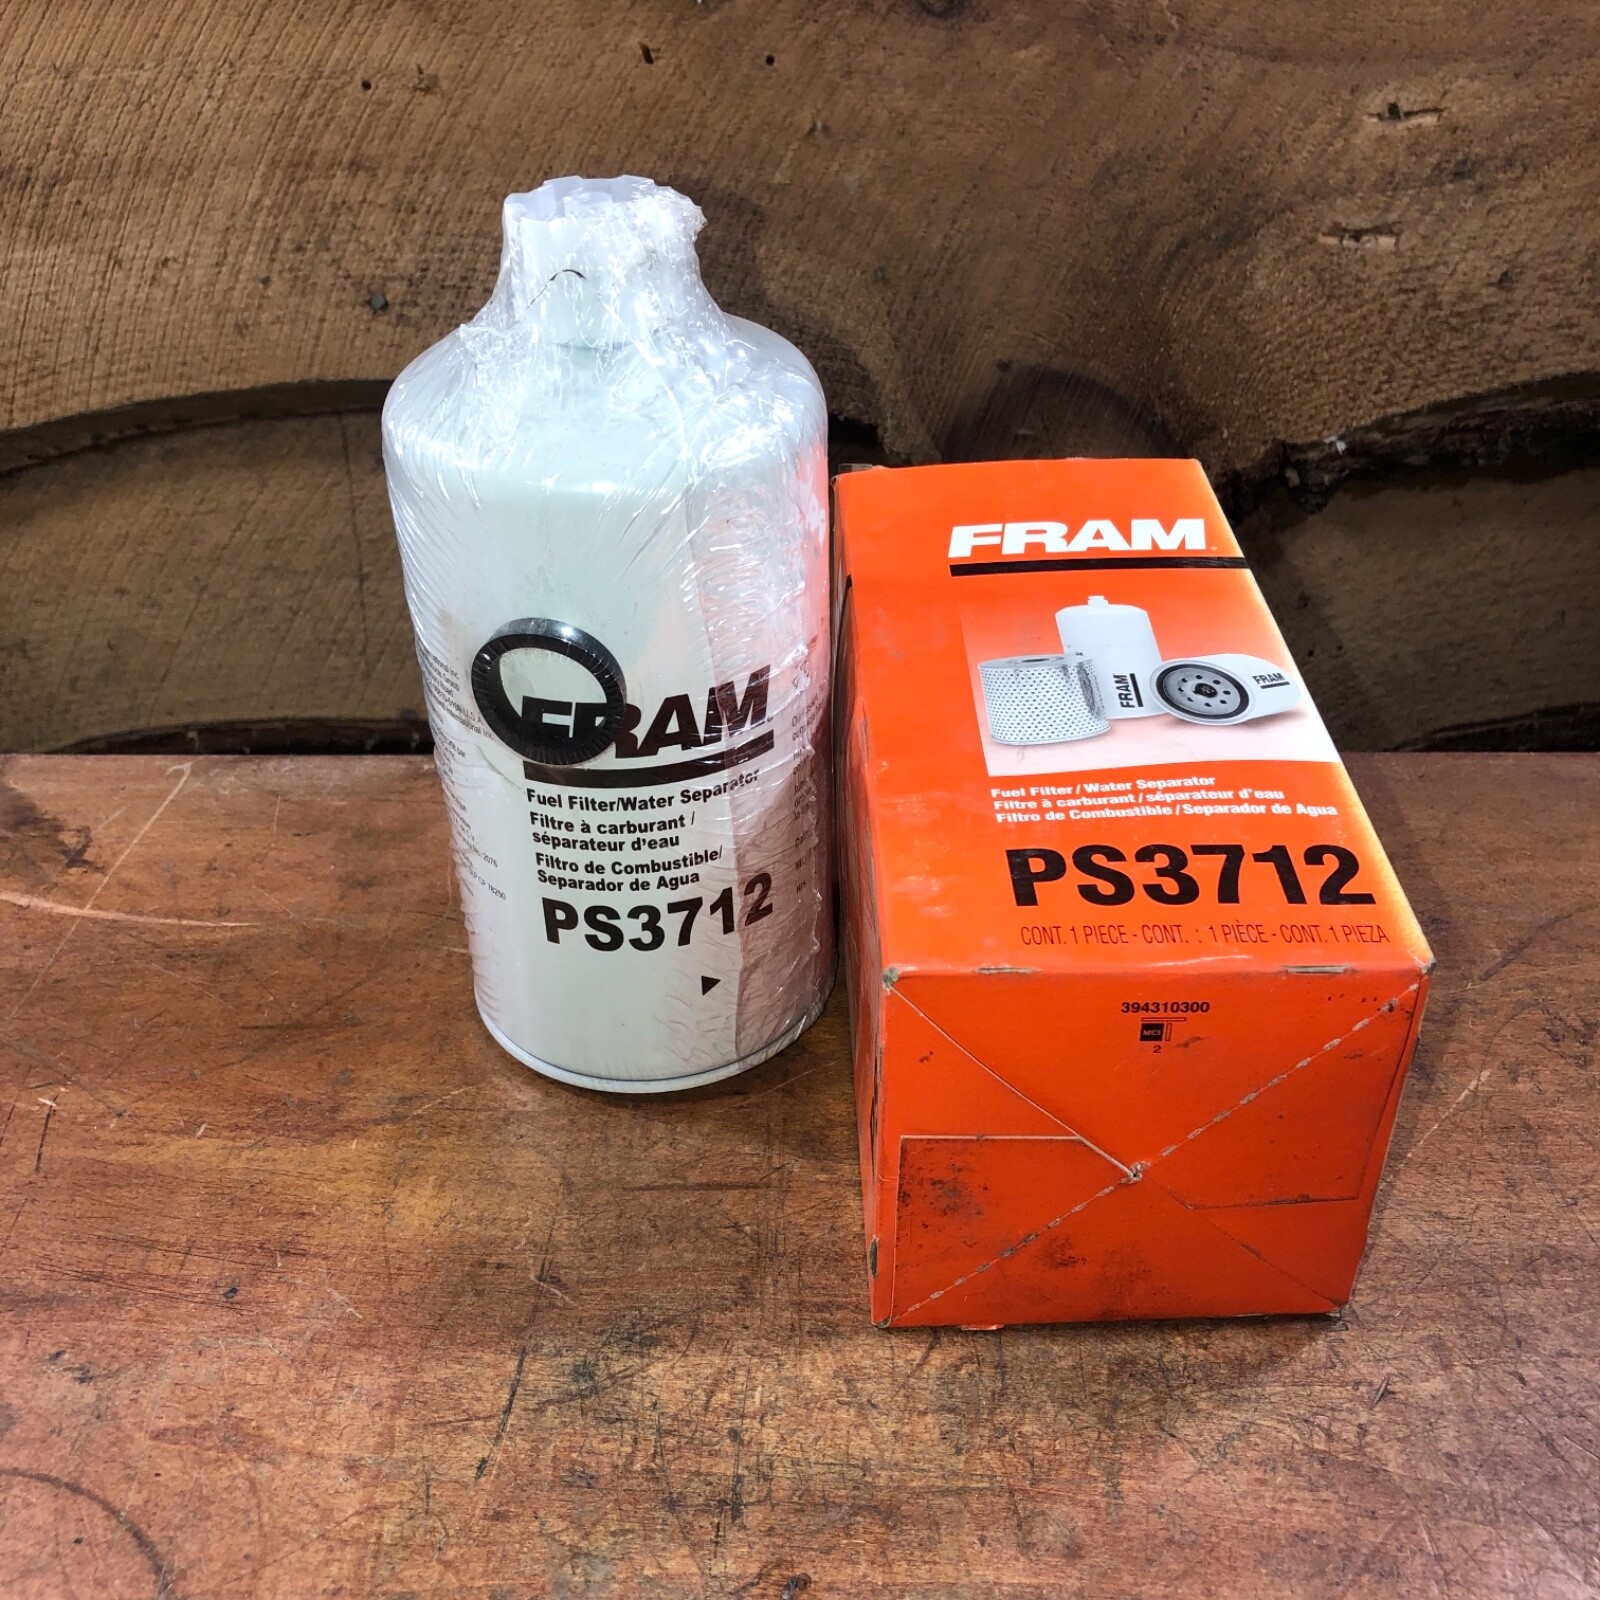 FRAM
Fuel Filter/Water Separator
Filtre à carburant /
séparateur d'eau
Filtro de Combustible/
Separador de Agua
PS3712
FRAM
FRAM
FRAM
Fuel Filter / Water Separator
Filtre à carburant / séparateur d'eau
Filtro de Combustible / Separador de Agua
PS3712
CONT. 1 PIECE - CONT. : 1 PIÈCE - CONT. 1 PIEZA
394310300
MCI
2